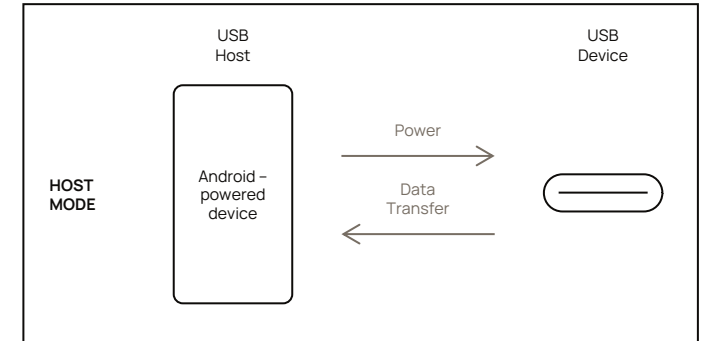 USB
Host
USB
Device
Power
HOST
MODE
Android –
powered
device
Data
Transfer